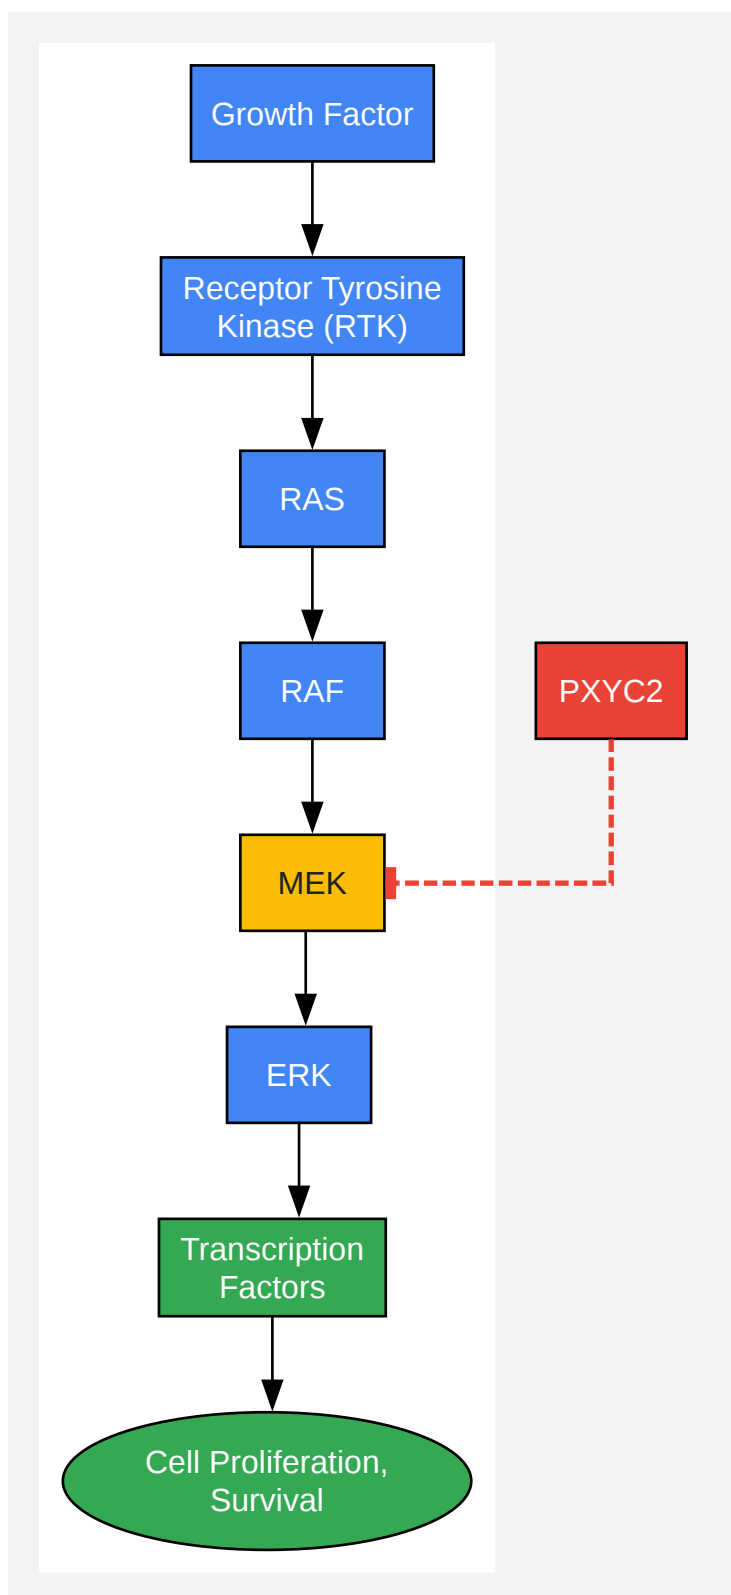 Growth Factor
Receptor Tyrosine
Kinase (RTK)
RAS
RAF
PXYC2
MEK
ERK
Transcription
Factors
Cell Proliferation,
Survival